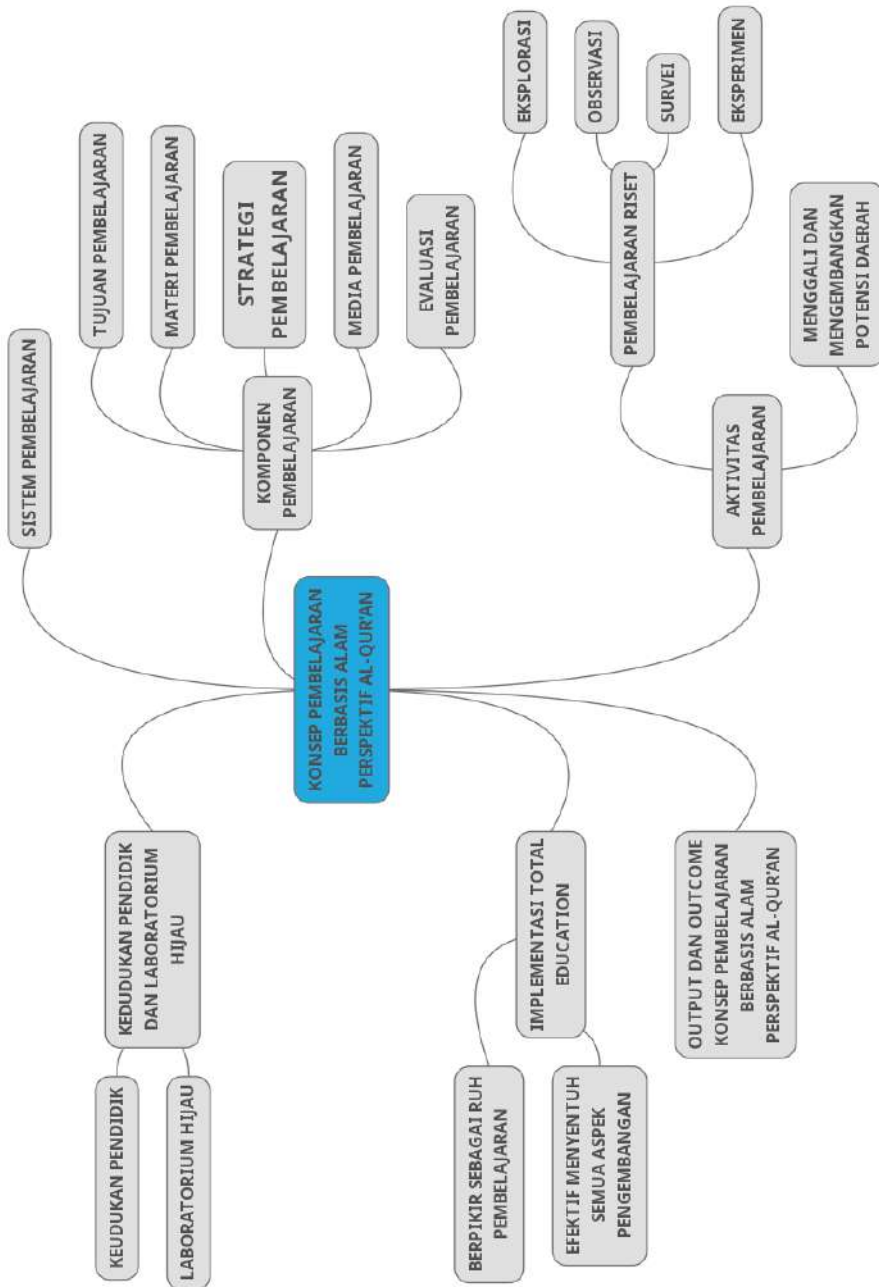 KONSEP PEMBELAJARAN
BERBASIS ALAM
PERSPEKTIF AL-QUR'AN
SISTEM PEMBELAJARAN
KOMPONEN
PEMBELAJARAN
TUJUAN PEMBELAJARAN
MATERI PEMBELAJARAN
STRATEGI
PEMBELAJARAN
MEDIA PEMBELAJARAN
EVALUASI
PEMBELAJARAN
AKTIVITAS
PEMBELAJARAN
PEMBELAJARAN RISET
EKSPLORASI
OBSERVASI
SURVEI
EKSPERIMEN
MENGGALI DAN
MENGEMBANGKAN
POTENSI DAERAH
KEDUDUKAN PENDIDIK
DAN LABORATORIUM
HIJAU
KEUDUKAN PENDIDIK
LABORATORIUM HIJAU
IMPLEMENTASI TOTAL
EDUCATION
BERPIKIR SEBAGAI RUH
PEMBELAJARAN
EFEKTIF MENYENTUH
SEMUA ASPEK
PENGEMBANGAN
OUTPUT DAN OUTCOME
KONSEP PEMBELAJARAN
BERBASIS ALAM
PERSPEKTIF AL-QUR'AN